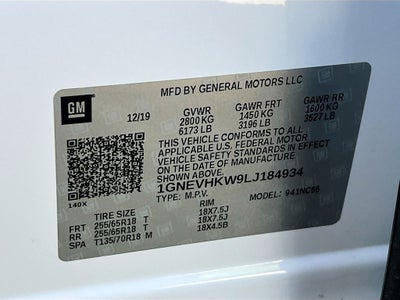 MFD BY GENERAL MOTORS LLC
GM
12/19 GVWR GAWR FRT GAWR RR
2800 KG 1450 KG 1600 KG
6173 LB 3196 LB 3527 LB
THIS VEHICLE CONFORMS TO ALL
APPLICABLE U.S. FEDERAL MOTOR
VEHICLE SAFETY STANDARDS IN EFFECT
ON THE DATE OF MANUFACTURE
SHOWN ABOVE.
1GNEVHKW9LJ184934
140X TYPE: M.P.V. MODEL: 941NC56
TIRE SIZE SPD RIM
FRT 255/65R18 T 18X7.5J
RR 255/65R18 T 18X7.5J
SPA T135/70R18 M 18X4.5B